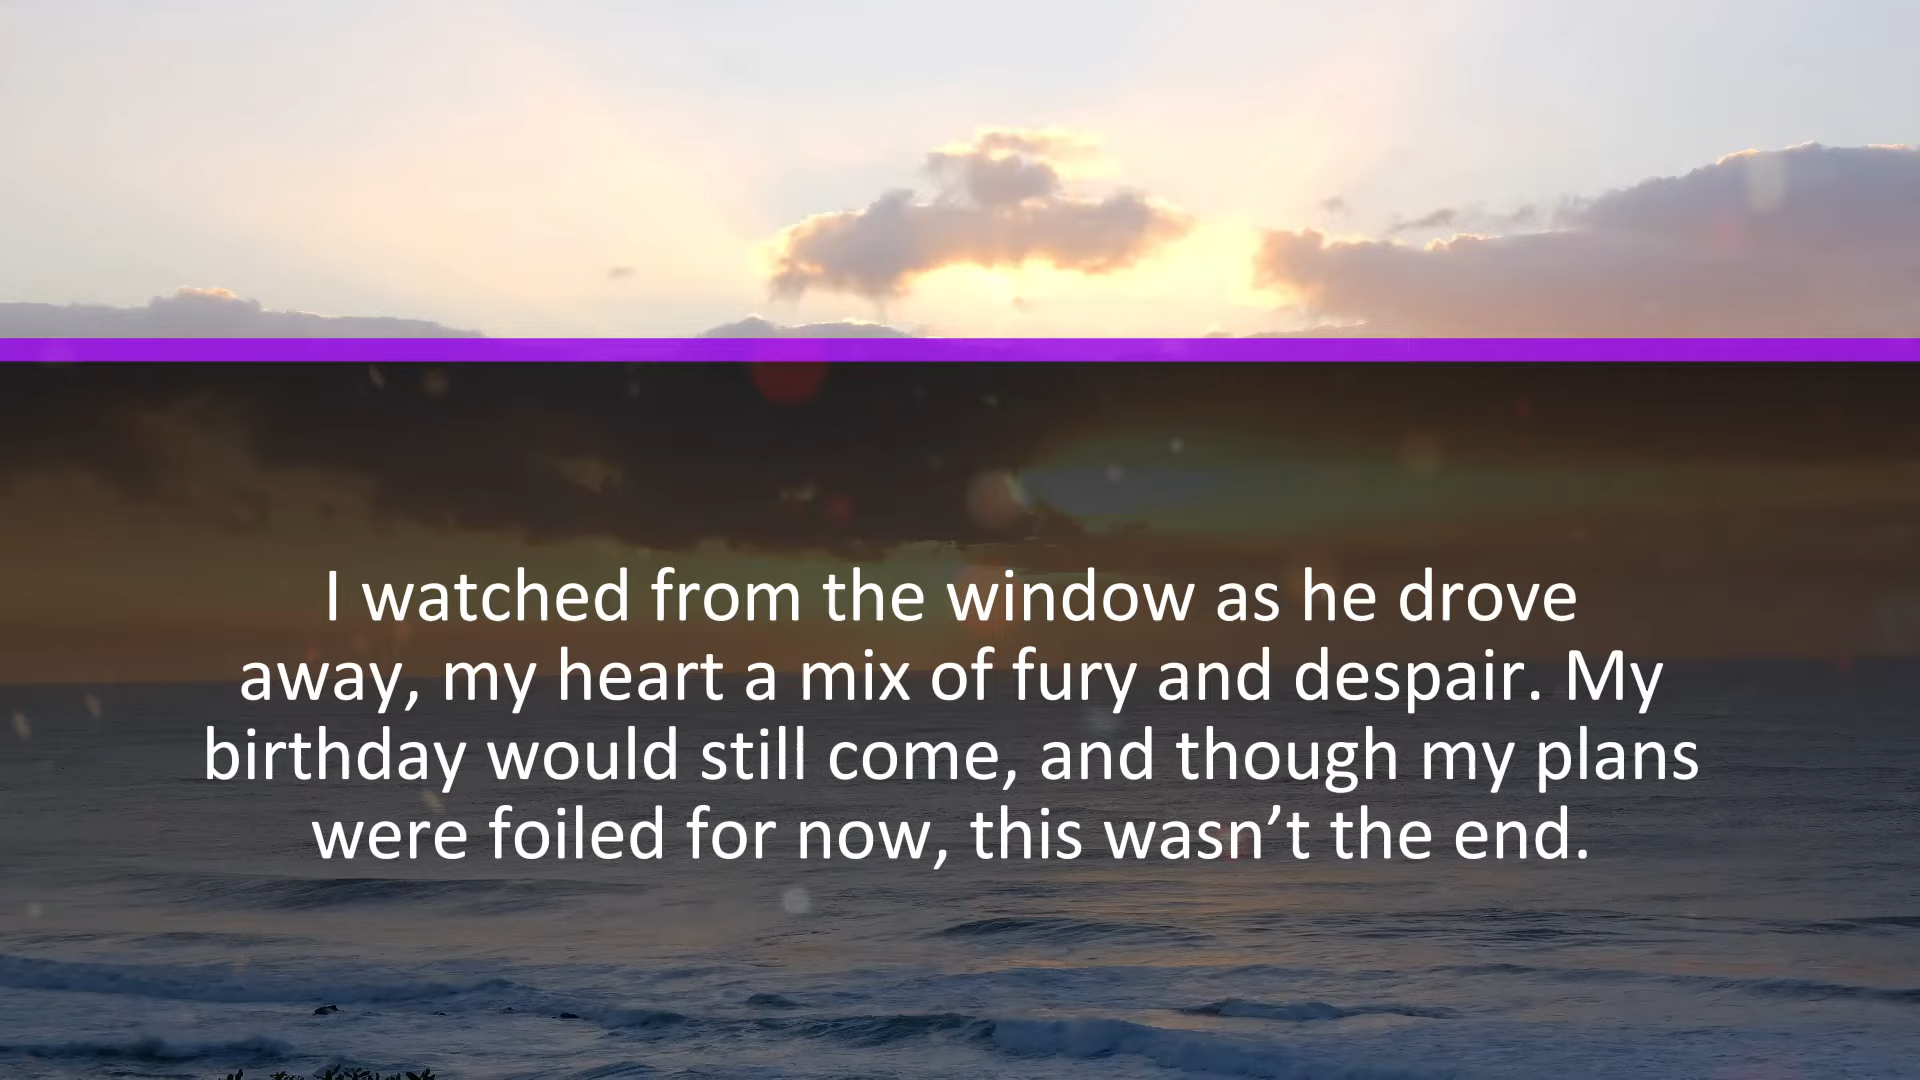 I watched from the window as he drove
away, my heart a mix of fury and despair. My
birthday would still come, and though my plans
were foiled for now, this wasn’t the end.